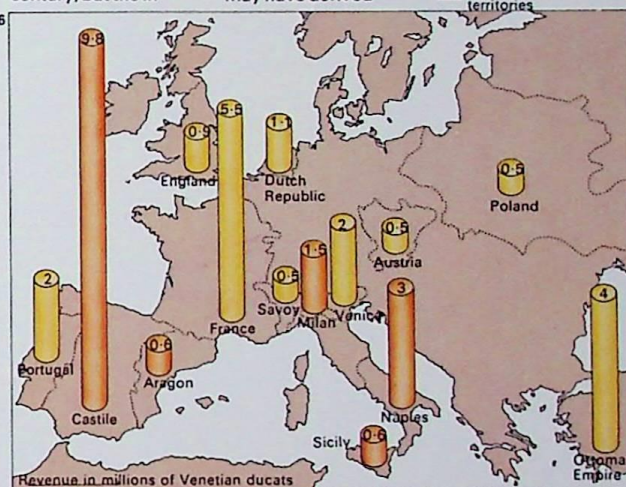 territories
6
9·8
5·5
1·1
0·9
England
Dutch
Republic
0·5
Poland
2
0·5
Austria
1·5
2
0·5
Savoy
Milan
Venice
3
4
France
Portugal
0·6
Aragon
Castile
Naples
Sicily
0·6
Ottoma
Empire
Revenue in millions of Venetian ducats